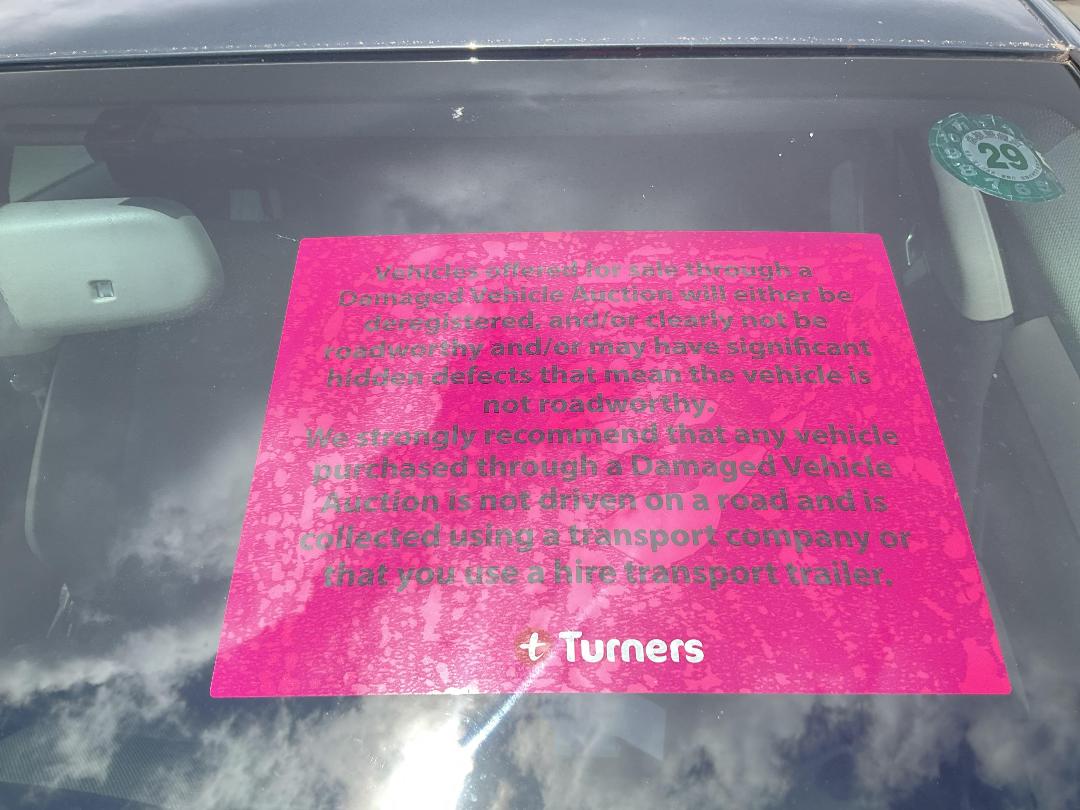 29
Vehicles offered for sale through a
Damaged Vehicle Auction will either be
deregistered, and/or clearly not be
roadworthy and/or may have significant
hidden defects that mean the vehicle is
not roadworthy.
We strongly recommend that any vehicle
purchased through a Damaged Vehicle
Auction is not driven on a road and is
collected using a transport company or
that you use a hire transport trailer.
t Turners